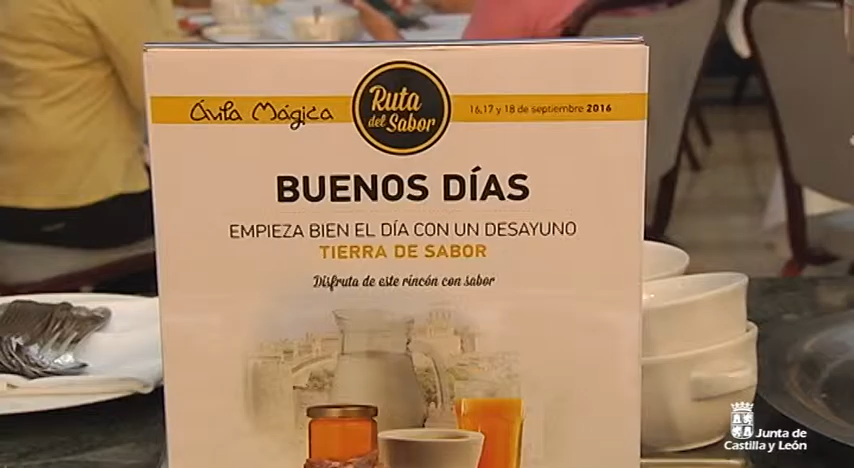 Ávila Mágica
Ruta
del Sabor
16,17 y 18 de septiembre 2016
BUENOS DÍAS
EMPIEZA BIEN EL DÍA CON UN DESAYUNO
TIERRA DE SABOR
Disfruta de este rincón con sabor
Junta de
Castilla y León